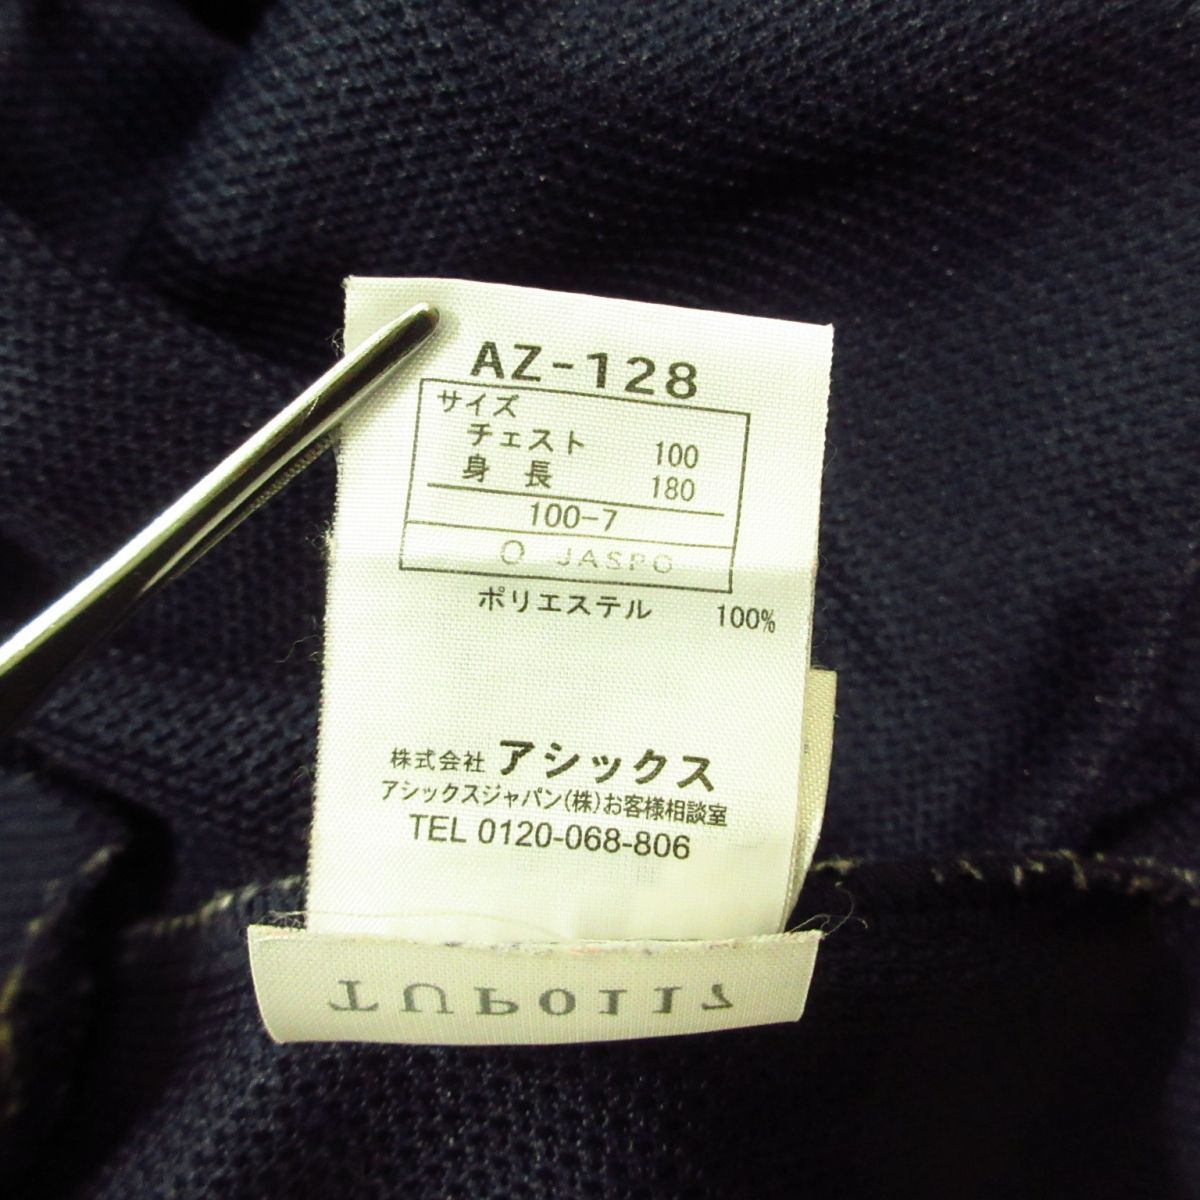 AZ-128
サイズ
チェスト 100
身 長 180
100-7
O JASPO
ポリエステル 100%
株式会社 アシックス
アシックスジャパン(株)お客様相談室
TEL 0120-068-806
TUP0117